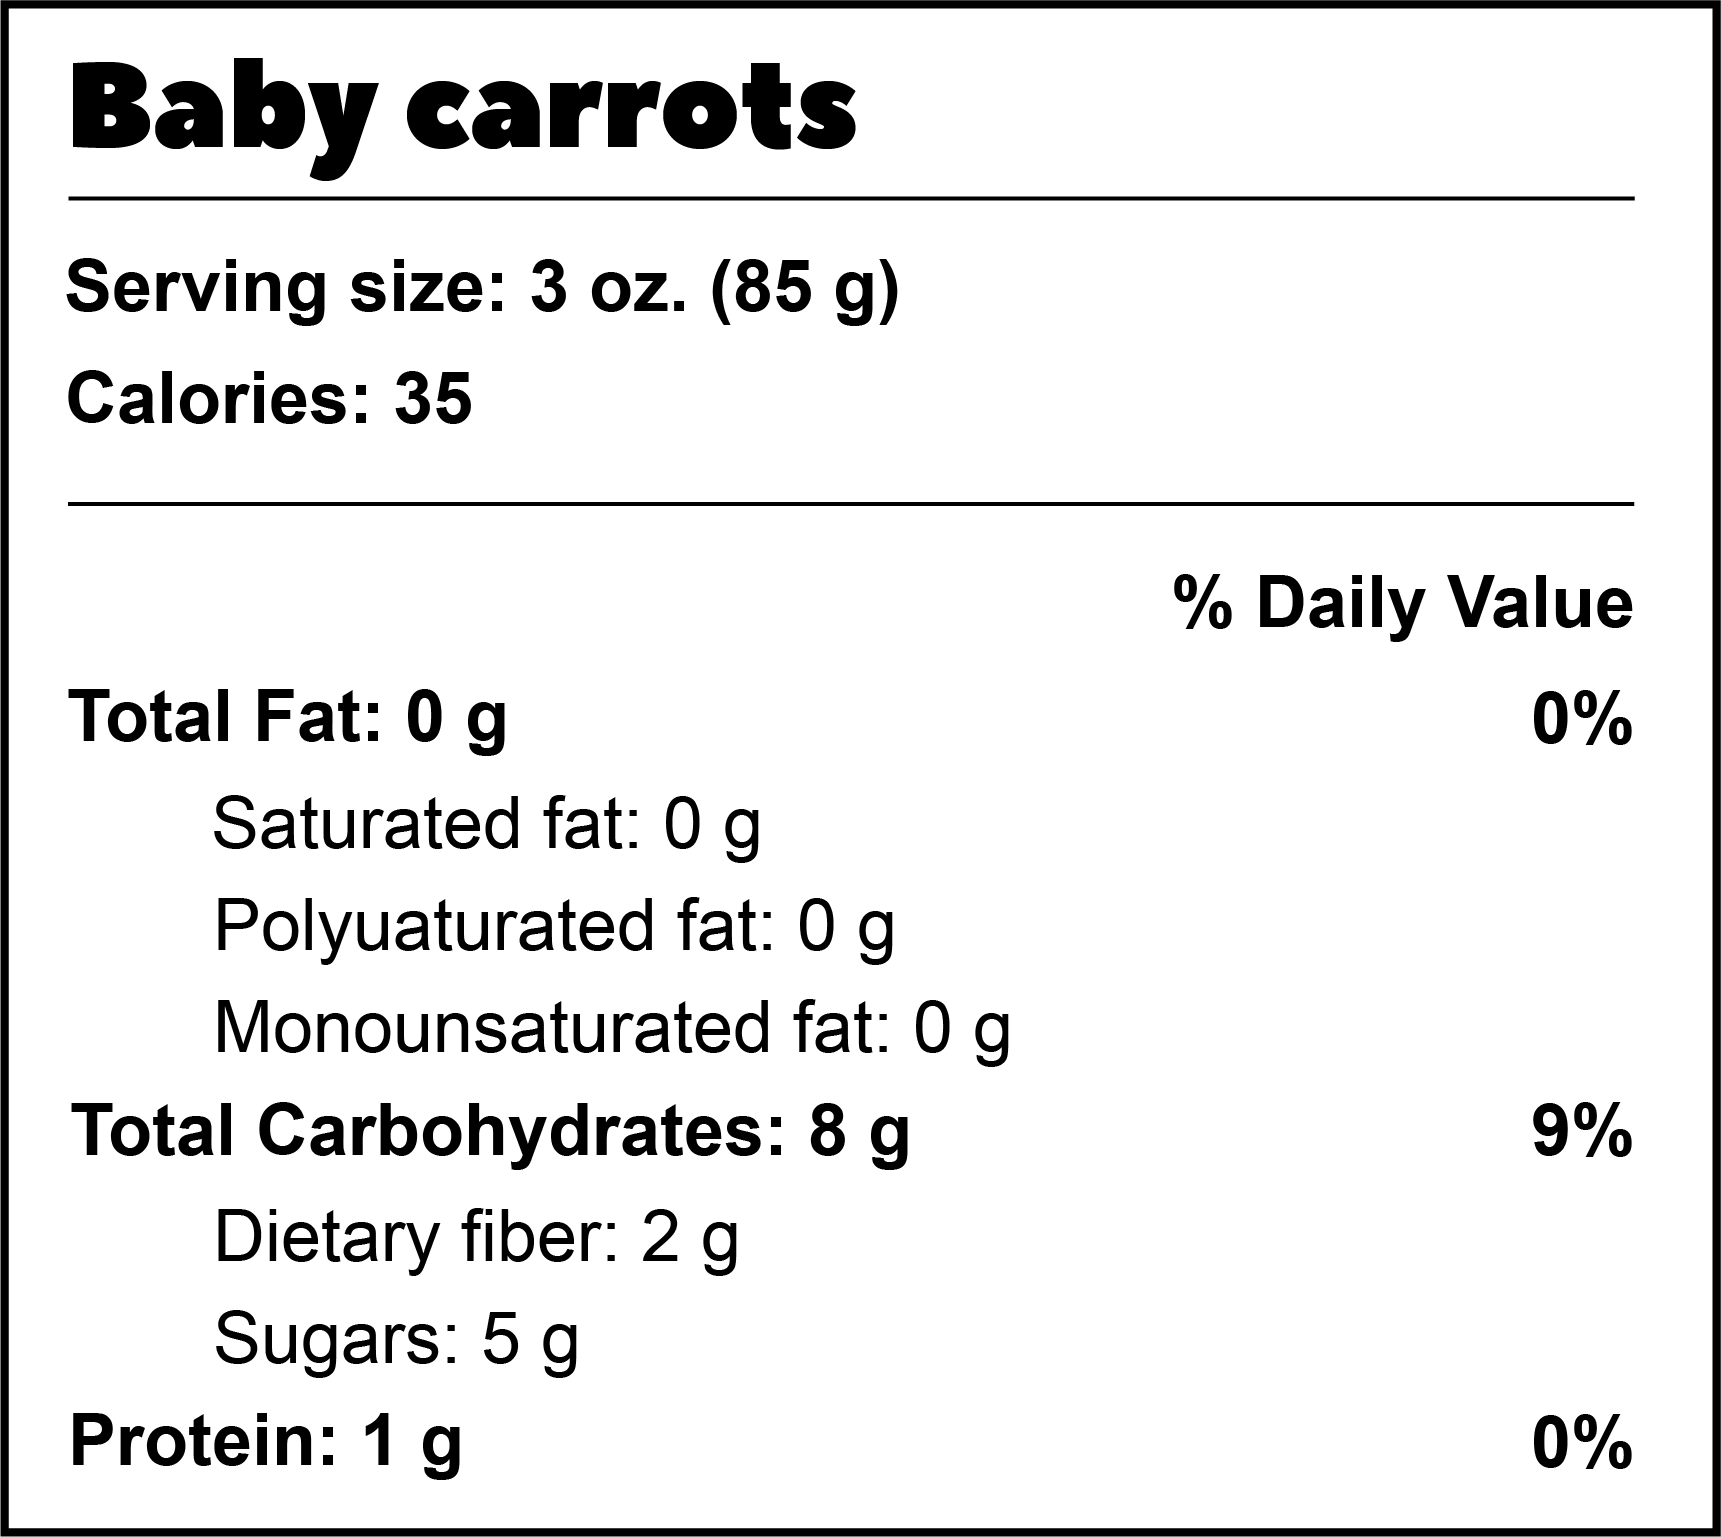 Baby carrots
Serving size: 3 oz. (85 g)
Calories: 35
% Daily Value
Total Fat: 0 g 0%
Saturated fat: 0 g
Polyuaturated fat: 0 g
Monounsaturated fat: 0 g
Total Carbohydrates: 8 g 9%
Dietary fiber: 2 g
Sugars: 5 g
Protein: 1 g 0%